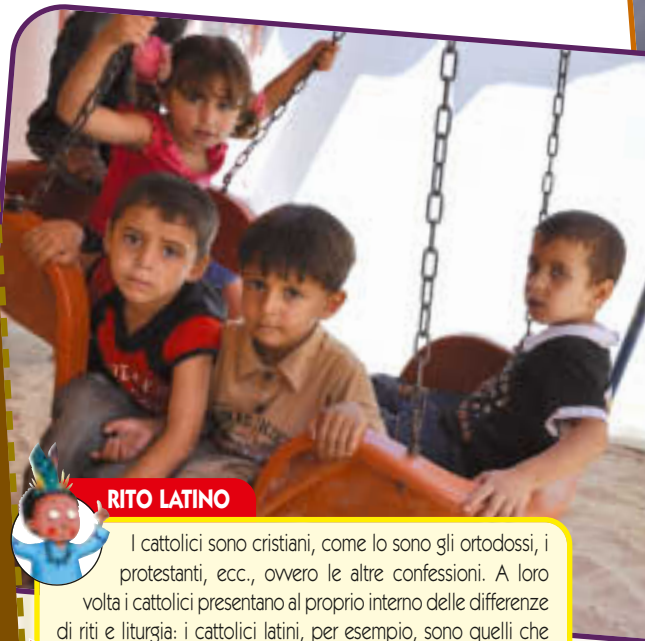 RITO LATINO
I cattolici sono cristiani, come lo sono gli ortodossi, i
protestanti, ecc., ovvero le altre confessioni. A loro
volta i cattolici presentano al proprio interno delle differenze
di riti e liturgia: i cattolici latini, per esempio, sono quelli che